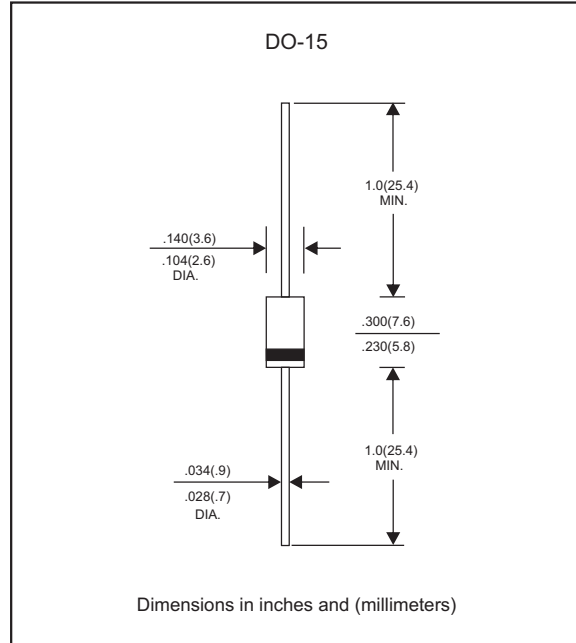 DO-15
1.0(25.4)
MIN.
.140(3.6)
.104(2.6)
DIA.
.300(7.6)
.230(5.8)
1.0(25.4)
MIN.
.034(.9)
.028(.7)
DIA.
Dimensions in inches and (millimeters)